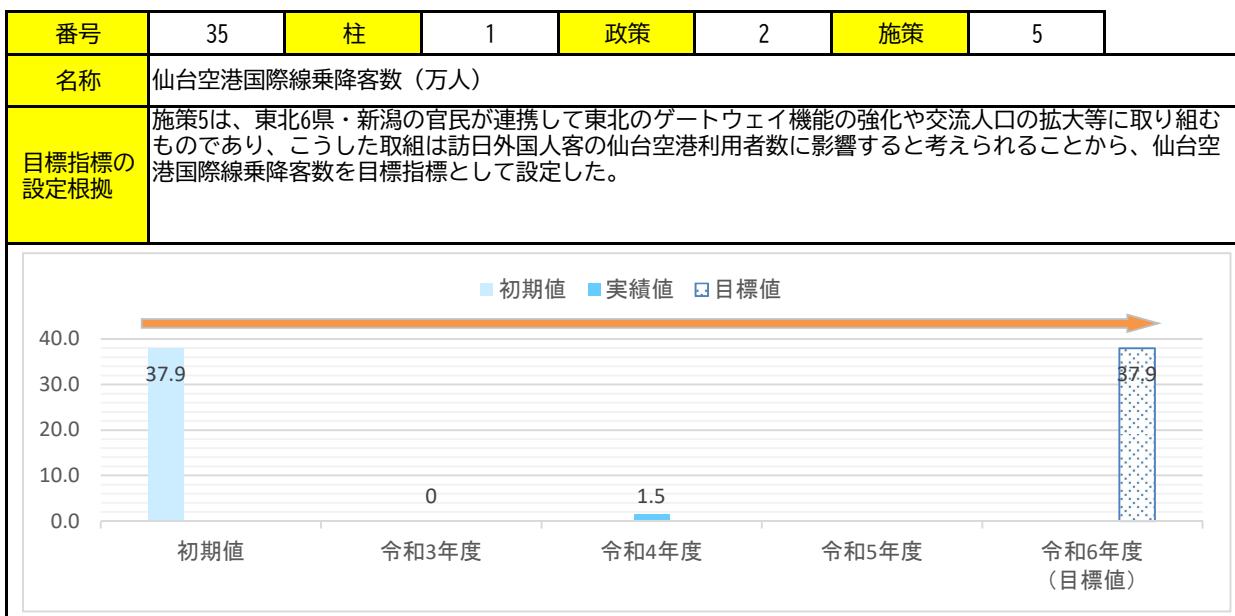 番号 35 柱 1 政策 2 施策 5
名称 仙台空港国際線乗降客数（万人）
目標指標の
設定根拠
施策5は、東北6県・新潟の官民が連携して東北のゲートウェイ機能の強化や交流人口の拡大等に取り組む
ものであり、こうした取組は訪日外国人客の仙台空港利用者数に影響すると考えられることから、仙台空
港国際線乗降客数を目標指標として設定した。
初期値 実績値 目標値
40.0
30.0
20.0
10.0
0.0
37.9
0
1.5
37.9
初期値 令和3年度 令和4年度 令和5年度 令和6年度
（目標値）